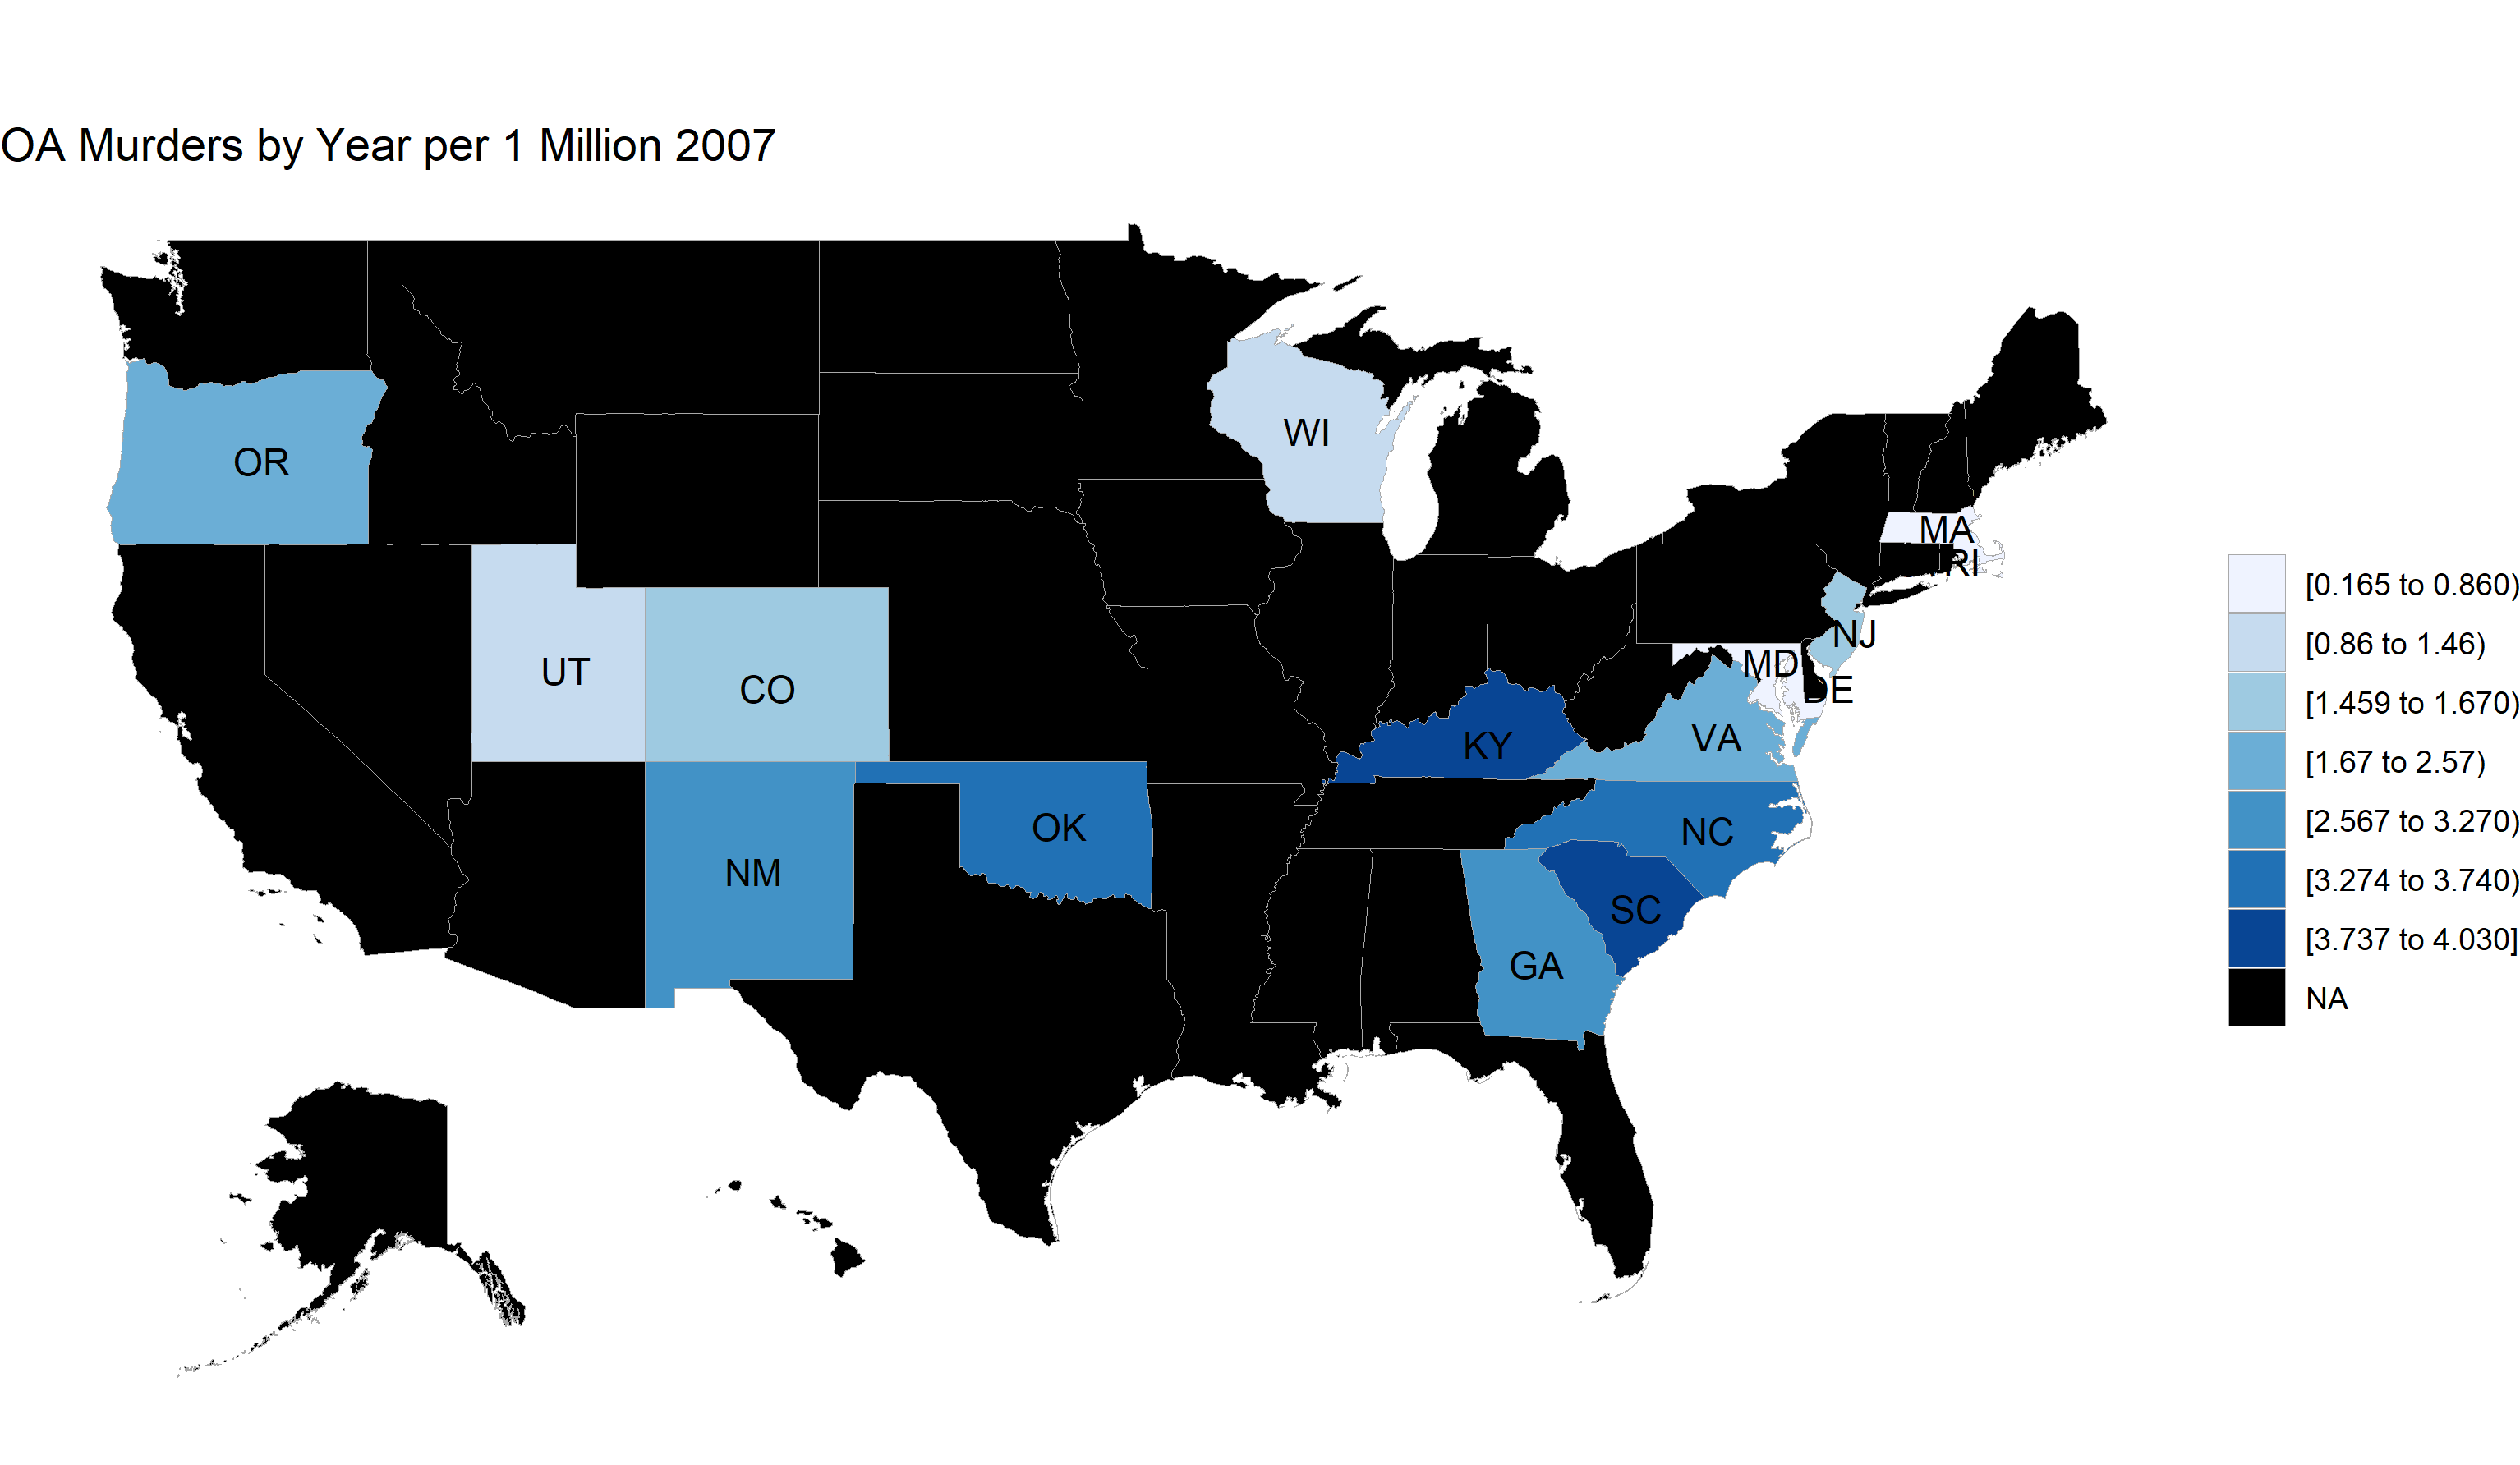 OA Murders by Year per 1 Million 2007
WI
OR
MA
RI
[0.165 to 0.860)
NJ
[0.86 to 1.46)
MD
UT
CO
DE
[1.459 to 1.670)
VA
KY
[1.67 to 2.57)
OK
NC
[2.567 to 3.270)
NM
[3.274 to 3.740)
SC
[3.737 to 4.030]
GA
NA